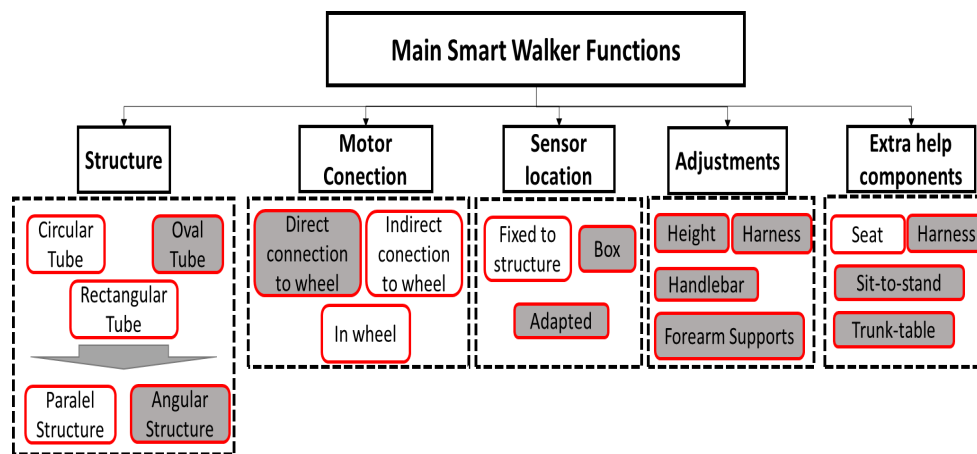 Main Smart Walker Functions
Structure
Motor
Conection
Sensor
location
Adjustments
Extra help
components
Circular
Tube
Oval
Tube
Rectangular
Tube
Paralel
Structure
Angular
Structure
Direct
connection
to wheel
Indirect
conection
to wheel
In wheel
Fixed to
structure
Box
Adapted
Height
Harness
Handlebar
Forearm Supports
Seat
Harness
Sit-to-stand
Trunk-table